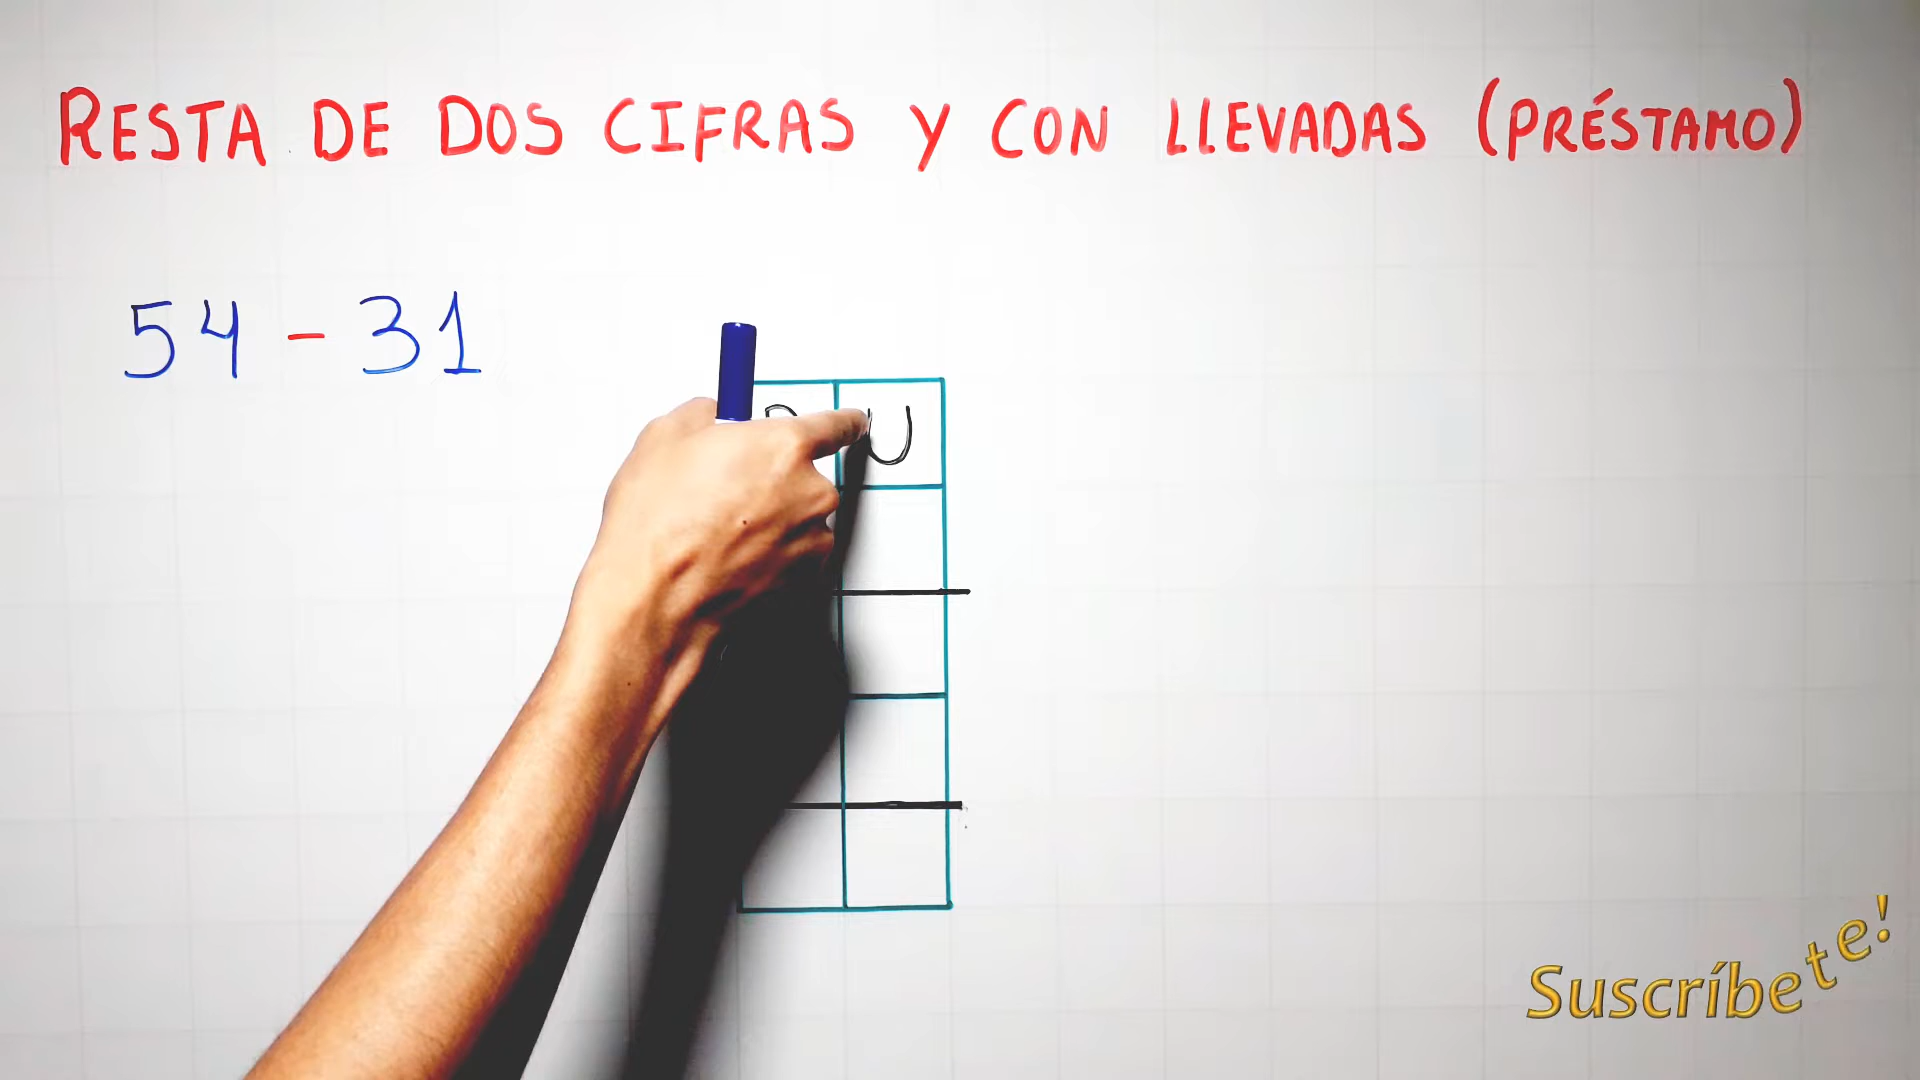 RESTA DE DOS CIFRAS Y CON LLEVADAS (PRÉSTAMO)
54 - 31
U
Suscríbete!